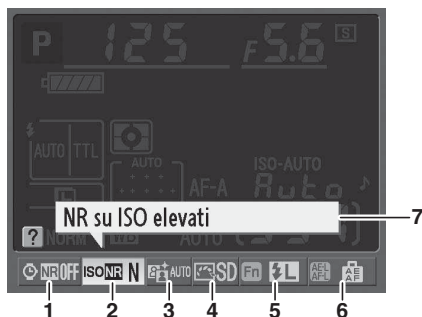 P 125 F5.6 S
AUTO TTL
AUTO
ISO-AUTO
AF-A Auto
NR su ISO elevati 7
? NORM AUTO
NR OFF ISO NR N AUTO SD Fn L AE-L AF-L AE
1 2 3 4 5 6